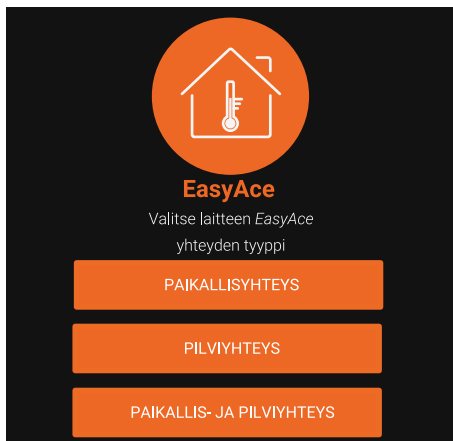 EasyAce
Valitse laitteen EasyAce
yhteyden tyyppi
PAIKALLISYHTEYS
PILVIYHTEYS
PAIKALLIS- JA PILVIYHTEYS